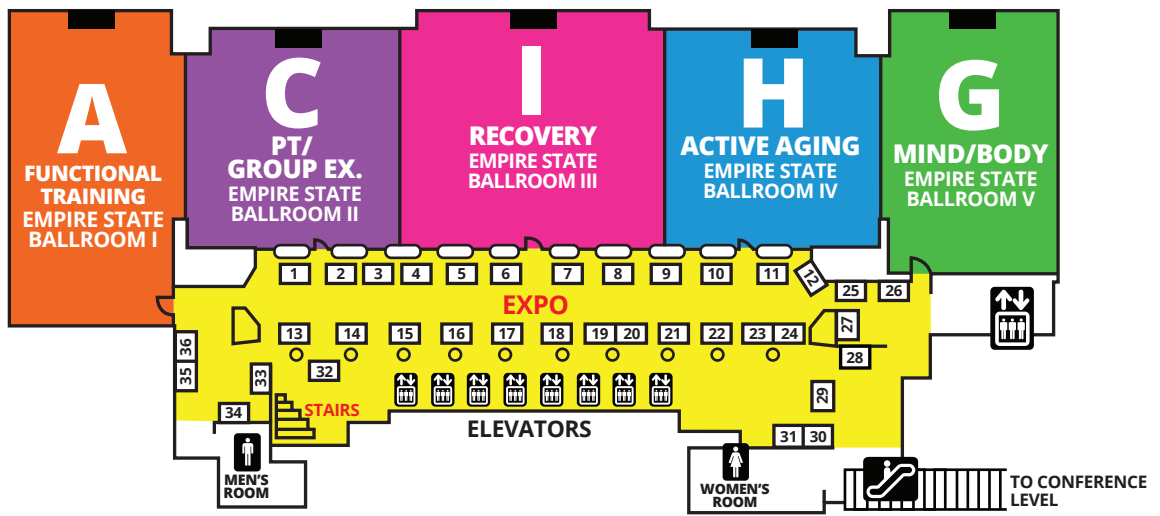 A
FUNCTIONAL
TRAINING
EMPIRE STATE
BALLROOM I
C
PT/
GROUP EX.
EMPIRE STATE
BALLROOM II
I
RECOVERY
EMPIRE STATE
BALLROOM III
H
ACTIVE AGING
EMPIRE STATE
BALLROOM IV
G
MIND/BODY
EMPIRE STATE
BALLROOM V
1 2 3 4 5 6 7 8 9 10 11 12
25 26
EXPO
13 14 15 16 17 18 19 20 21 22 23 24
27
28
36
35
33
32
29
34
STAIRS
ELEVATORS
31 30
MEN'S
ROOM
WOMEN'S
ROOM
TO CONFERENCE
LEVEL